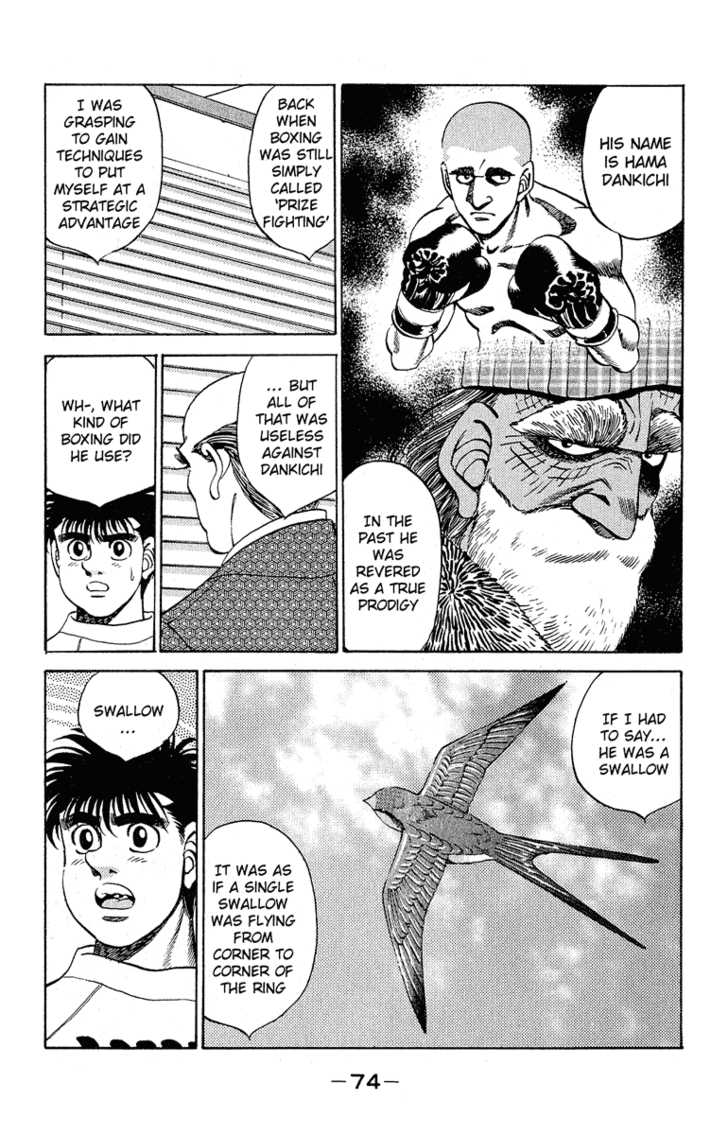 HIS NAME
IS HAMA
DANKICHI
IN THE
PAST HE
WAS
REVERED
AS A TRUE
PRODIGY
BACK
WHEN
BOXING
WAS STILL
SIMPLY
CALLED
'PRIZE
FIGHTING'
I WAS
GRASPING
TO GAIN
TECHNIQUES
TO PUT
MYSELF AT A
STRATEGIC
ADVANTAGE
... BUT
ALL OF
THAT WAS
USELESS
AGAINST
DANKICHI
WH-, WHAT
KIND OF
BOXING DID
HE USE?
IF I HAD
TO SAY...
HE WAS A
SWALLOW
IT WAS AS
IF A SINGLE
SWALLOW
WAS FLYING
FROM
CORNER TO
CORNER OF
THE RING
SWALLOW
...
-74-